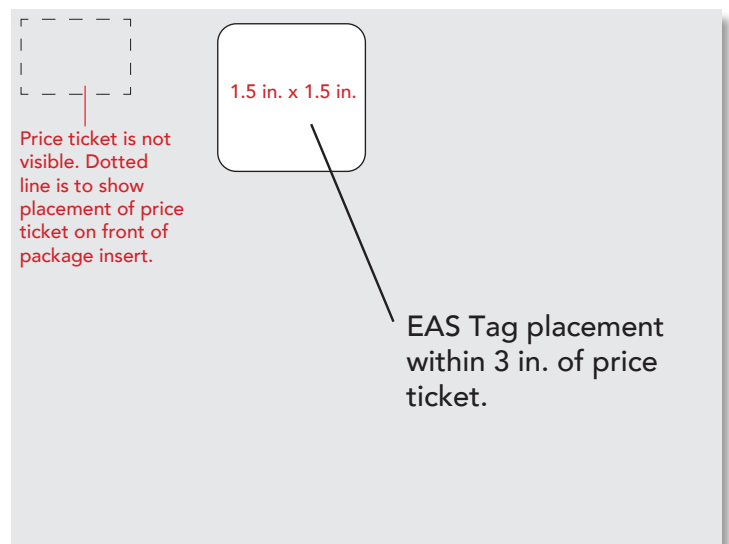 1.5 in. x 1.5 in.
Price ticket is not
visible. Dotted
line is to show
placement of price
ticket on front of
package insert.
EAS Tag placement
within 3 in. of price
ticket.